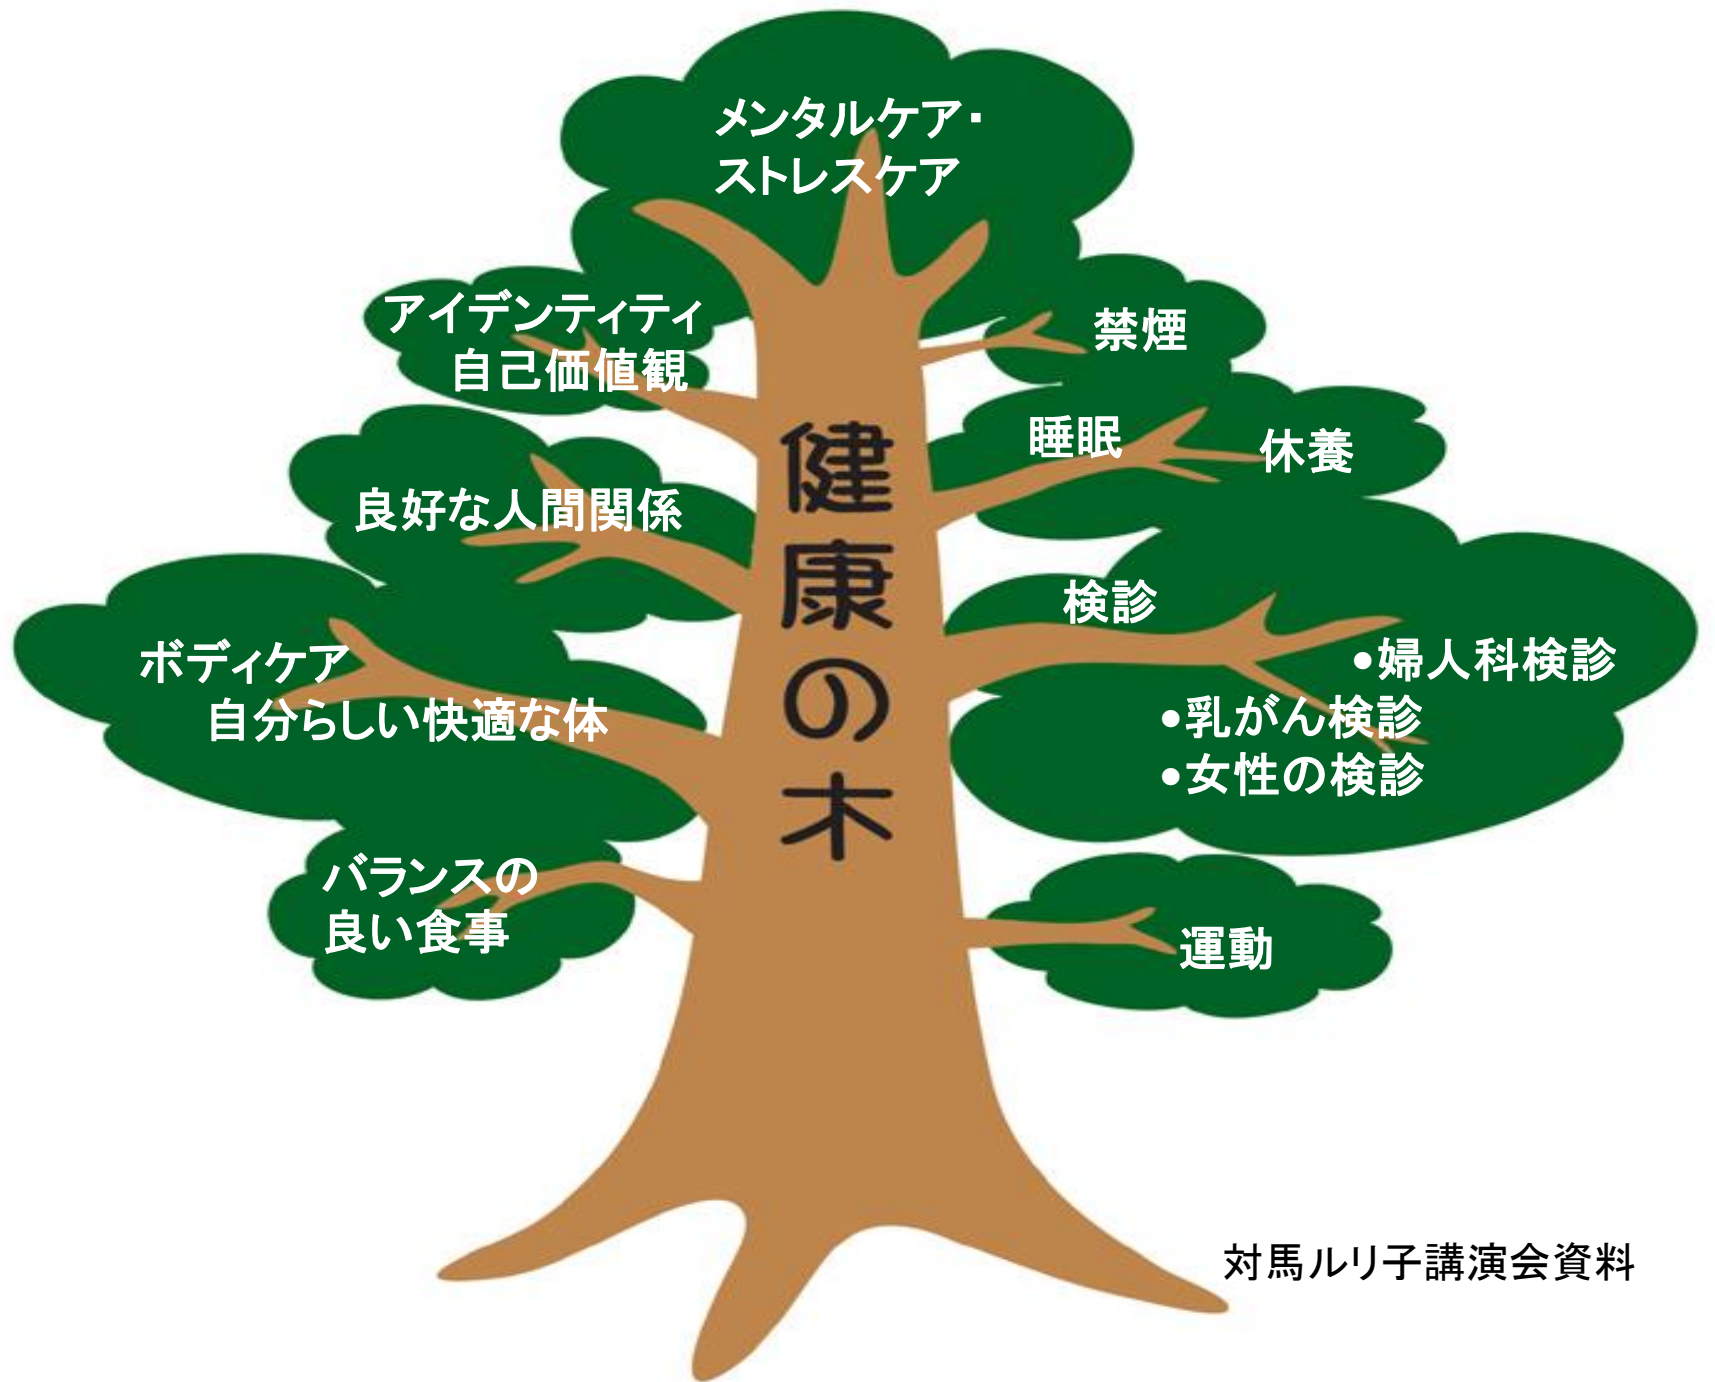 メンタルケア・
ストレスケア
アイデンティティ
自己価値観
禁煙
睡眠
休養
良好な人間関係
健康の木
検診
●婦人科検診
●乳がん検診
●女性の検診
ボディケア
自分らしい快適な体
バランスの
良い食事
運動
対馬ルリ子講演会資料